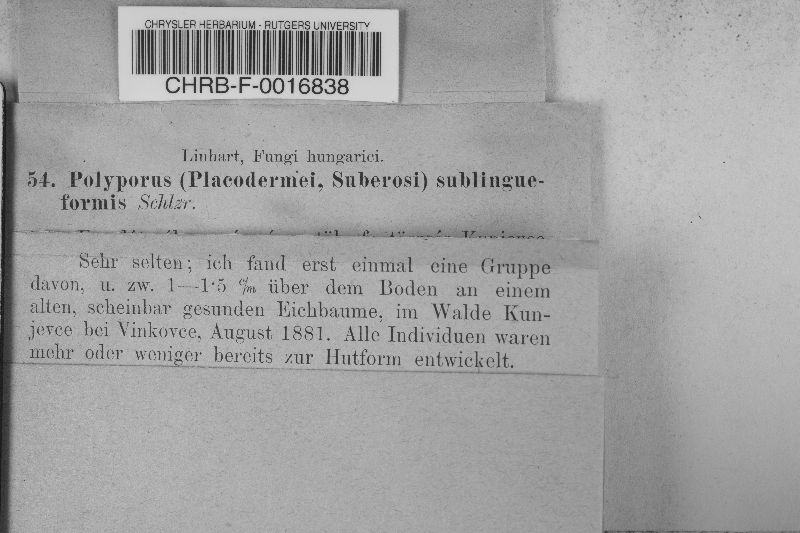 CHRYSLER HERBARIUM - RUTGERS UNIVERSITY
CHRB-F-0016838
Linhart, Fungi hungarici.
54. Polyporus (Placodermei, Suberosi) sublingue-
formis Schlzr.
Sehr selten; ich fand erst einmal eine Gruppe
davon, u. zw. 1—1·5 c/m über dem Boden an einem
alten, scheinbar gesunden Eichbaume, im Walde Kun-
jevce bei Vinkovce, August 1881. Alle Individuen waren
mehr oder weniger bereits zur Hutform entwickelt.